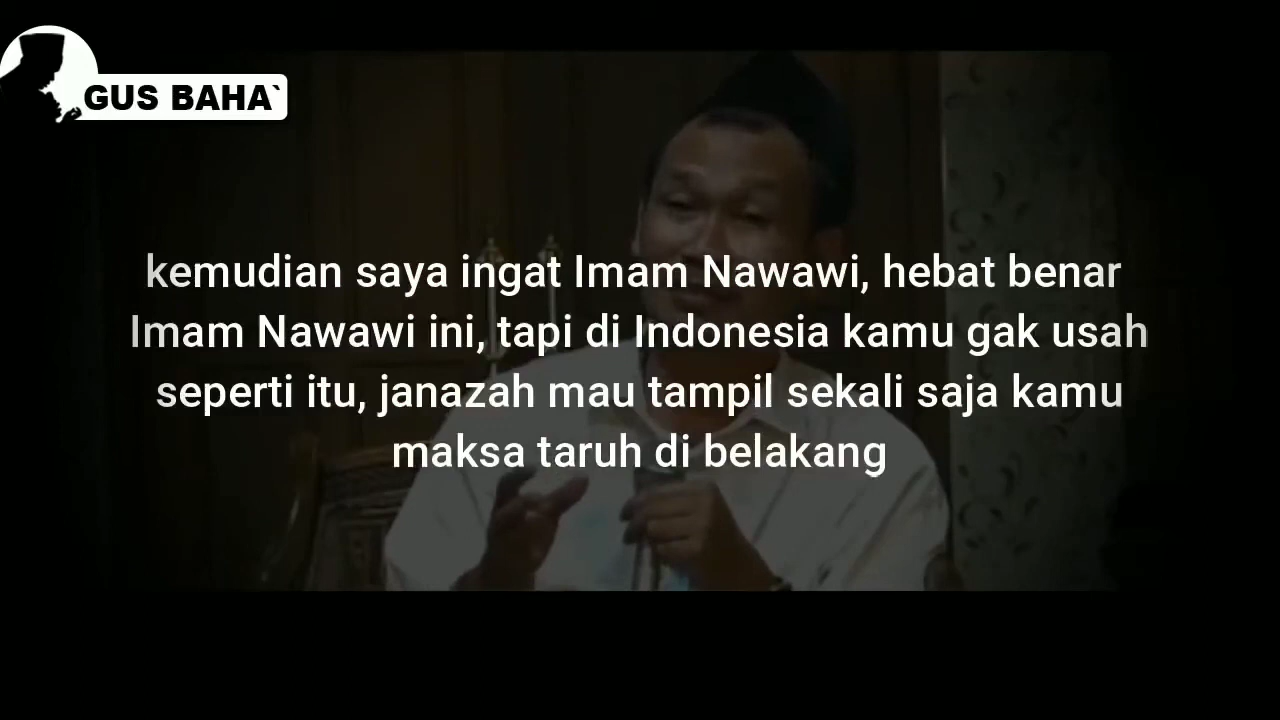 GUS BAHA`
kemudian saya ingat Imam Nawawi, hebat benar
Imam Nawawi ini, tapi di Indonesia kamu gak usah
seperti itu, janazah mau tampil sekali saja kamu
maksa taruh di belakang